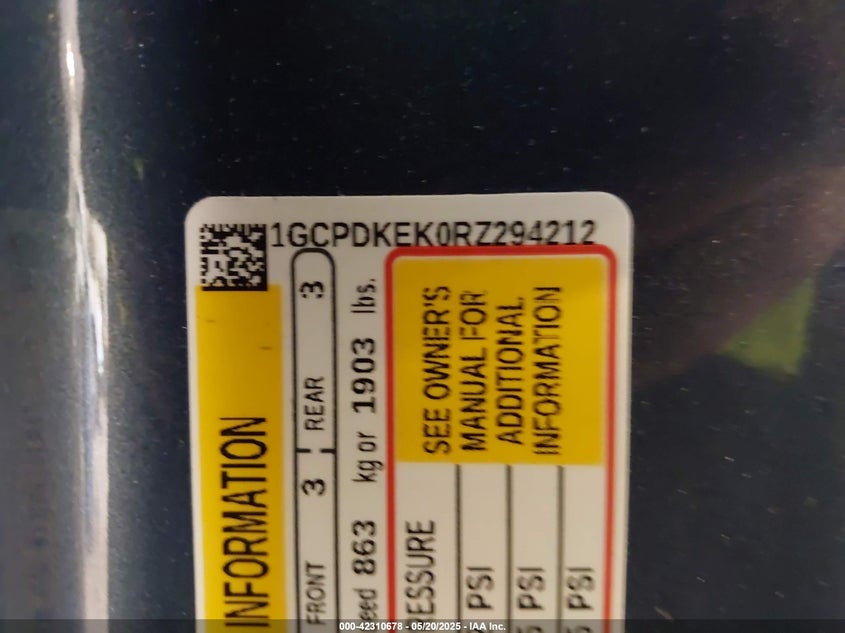 1GCPDKEK0RZ294212
INFORMATION
FRONT 3 REAR 3
863 kg or 1903 lbs.
SEE OWNER'S
MANUAL FOR
ADDITIONAL
INFORMATION
PSI
PSI
PSI
000-42310678 - 05/20/2025 - IAA Inc.